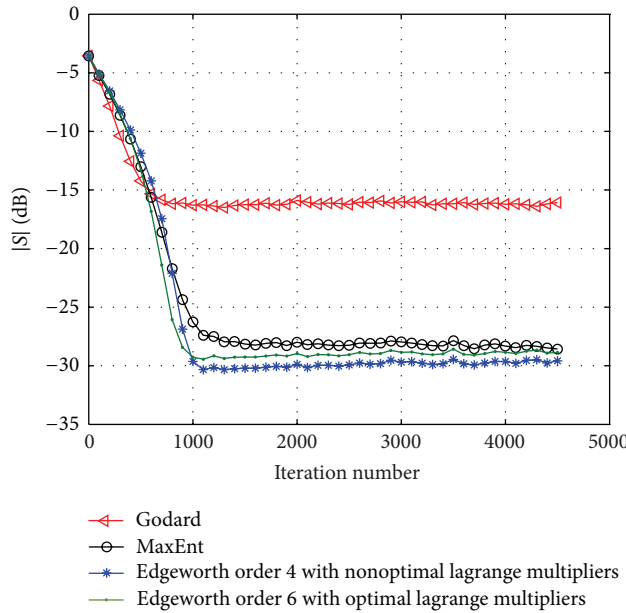 0
−5
−10
−15
−20
−25
−30
−35
|S| (dB)
0 1000 2000 3000 4000 5000
Iteration number
Godard
MaxEnt
Edgeworth order 4 with nonoptimal lagrange multipliers
Edgeworth order 6 with optimal lagrange multipliers